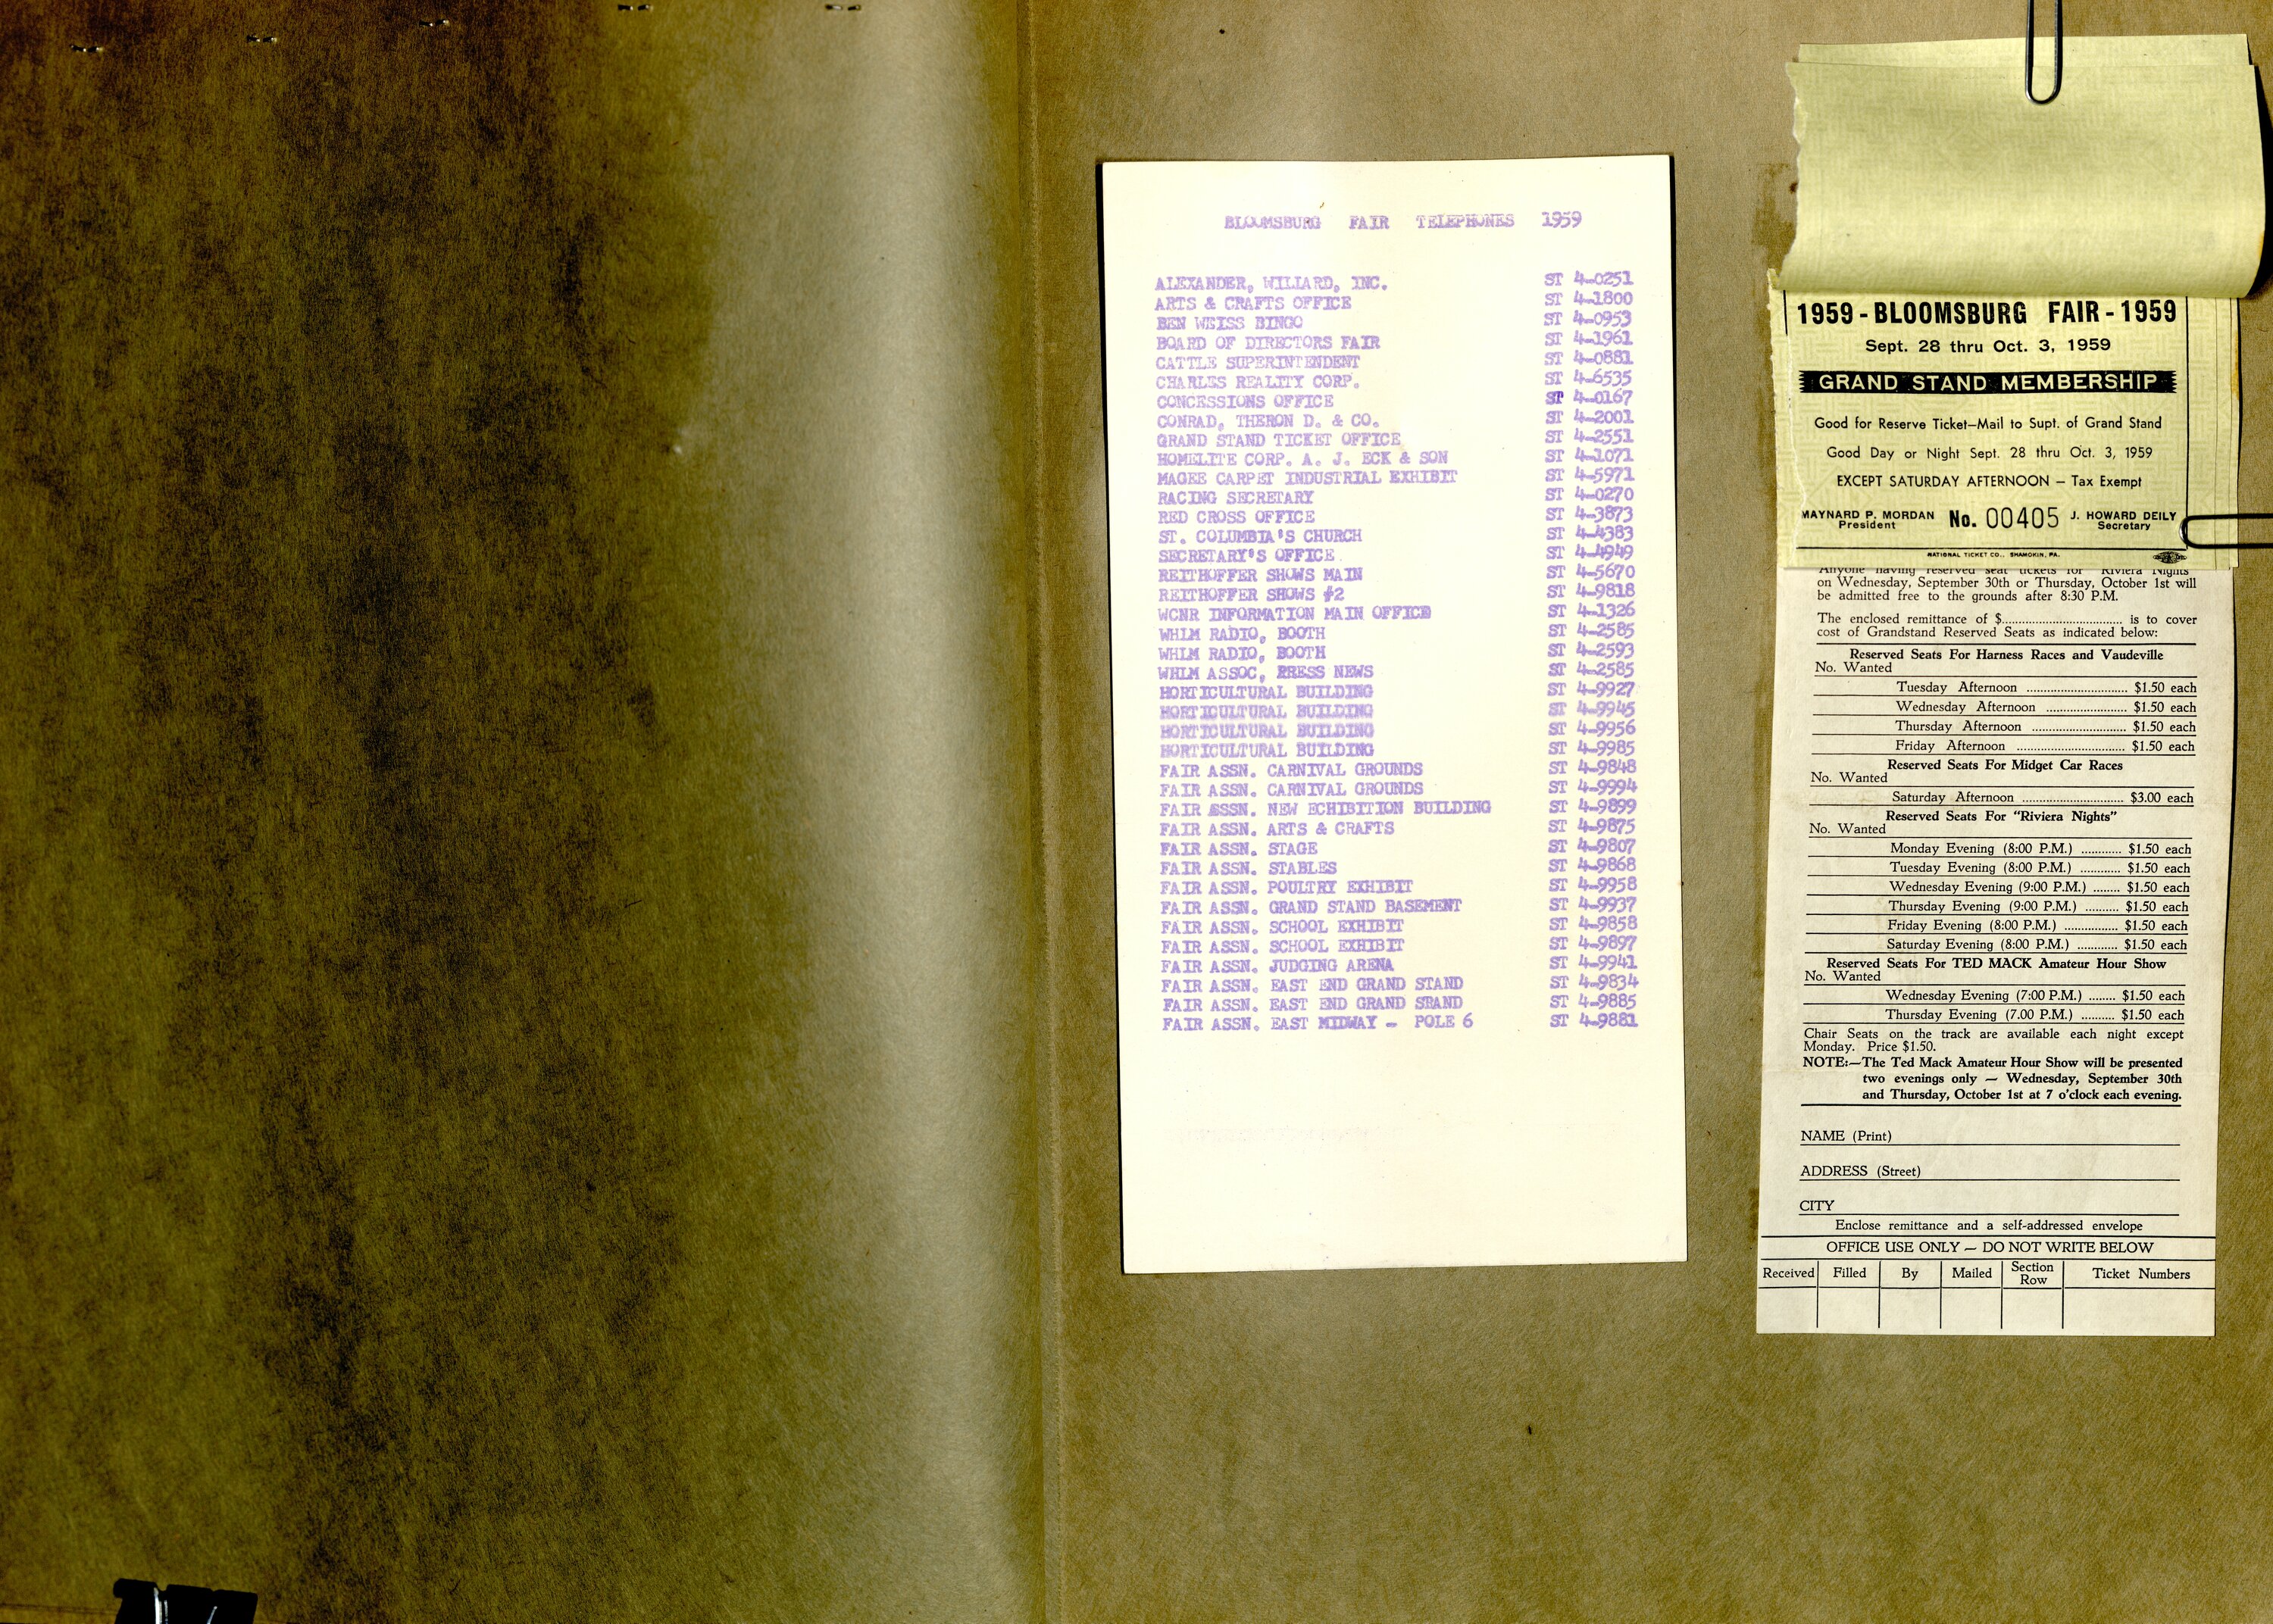 BLOOMSBURG FAIR TELEPHONES 1959
ALEXANDER, WILIARD, INC. ST 4-0251
ARTS & CRAFTS OFFICE ST 4-1800
BEN WEISS BINGO ST 4-0953
BOARD OF DIRECTORS FAIR ST 4-1961
CATTLE SUPERINTENDENT ST 4-0881
CHARLES REALITY CORP. ST 4-6535
CONCESSIONS OFFICE ST 4-0167
CONRAD, THERON D. & CO. ST 4-2001
GRAND STAND TICKET OFFICE ST 4-2551
HOMELITE CORP. A. J. ECK & SON ST 4-1071
MAGEE CARPET INDUSTRIAL EXHIBIT ST 4-5971
RACING SECRETARY ST 4-0270
RED CROSS OFFICE ST 4-3873
ST. COLUMBIA'S CHURCH ST 4-4383
SECRETARY'S OFFICE ST 4-4949
REITHOFFER SHOWS MAIN ST 4-5670
REITHOFFER SHOWS #2 ST 4-9818
WCNR INFORMATION MAIN OFFICE ST 4-1326
WHLM RADIO, BOOTH ST 4-2585
WHLM RADIO, BOOTH ST 4-2593
WHLM ASSOC, PRESS NEWS ST 4-2585
HORTICULTURAL BUILDING ST 4-9927
HORTICULTURAL BUILDING ST 4-9945
HORTICULTURAL BUILDING ST 4-9956
HORTICULTURAL BUILDING ST 4-9985
FAIR ASSN. CARNIVAL GROUNDS ST 4-9848
FAIR ASSN. CARNIVAL GROUNDS ST 4-9994
FAIR ASSN. NEW ECHIBITION BUILDING ST 4-9899
FAIR ASSN. ARTS & CRAFTS ST 4-9875
FAIR ASSN. STAGE ST 4-9807
FAIR ASSN. STABLES ST 4-9868
FAIR ASSN. POULTRY EXHIBIT ST 4-9958
FAIR ASSN. GRAND STAND BASEMENT ST 4-9937
FAIR ASSN. SCHOOL EXHIBIT ST 4-9858
FAIR ASSN. SCHOOL EXHIBIT ST 4-9897
FAIR ASSN. JUDGING ARENA ST 4-9941
FAIR ASSN. EAST END GRAND STAND ST 4-9834
FAIR ASSN. EAST END GRAND STAND ST 4-9885
FAIR ASSN. EAST MIDWAY - POLE 6 ST 4-9881
1959 - BLOOMSBURG FAIR - 1959
Sept. 28 thru Oct. 3, 1959
GRAND STAND MEMBERSHIP
Good for Reserve Ticket—Mail to Supt. of Grand Stand
Good Day or Night Sept. 28 thru Oct. 3, 1959
EXCEPT SATURDAY AFTERNOON — Tax Exempt
MAYNARD P. MORDAN President No. 00405 J. HOWARD DEILY Secretary
NATIONAL TICKET CO., SHAMOKIN, PA.
Anyone having reserved seat tickets for "Riviera Nights"
on Wednesday, September 30th or Thursday, October 1st will
be admitted free to the grounds after 8:30 P.M.
The enclosed remittance of $.............................. is to cover
cost of Grandstand Reserved Seats as indicated below:
Reserved Seats For Harness Races and Vaudeville
No. Wanted
Tuesday Afternoon .............................. $1.50 each
Wednesday Afternoon ........................ $1.50 each
Thursday Afternoon ............................ $1.50 each
Friday Afternoon ................................ $1.50 each
Reserved Seats For Midget Car Races
No. Wanted
Saturday Afternoon .............................. $3.00 each
Reserved Seats For "Riviera Nights"
No. Wanted
Monday Evening (8:00 P.M.) ............ $1.50 each
Tuesday Evening (8:00 P.M.) ............ $1.50 each
Wednesday Evening (9:00 P.M.) ........ $1.50 each
Thursday Evening (9:00 P.M.) .......... $1.50 each
Friday Evening (8:00 P.M.) ............ $1.50 each
Saturday Evening (8:00 P.M.) ............ $1.50 each
Reserved Seats For TED MACK Amateur Hour Show
No. Wanted
Wednesday Evening (7:00 P.M.) ........ $1.50 each
Thursday Evening (7.00 P.M.) .......... $1.50 each
Chair Seats on the track are available each night except
Monday. Price $1.50.
NOTE:—The Ted Mack Amateur Hour Show will be presented
two evenings only — Wednesday, September 30th
and Thursday, October 1st at 7 o'clock each evening.
NAME (Print)
ADDRESS (Street)
CITY
Enclose remittance and a self-addressed envelope
OFFICE USE ONLY — DO NOT WRITE BELOW
Received Filled By Mailed Section Row Ticket Numbers